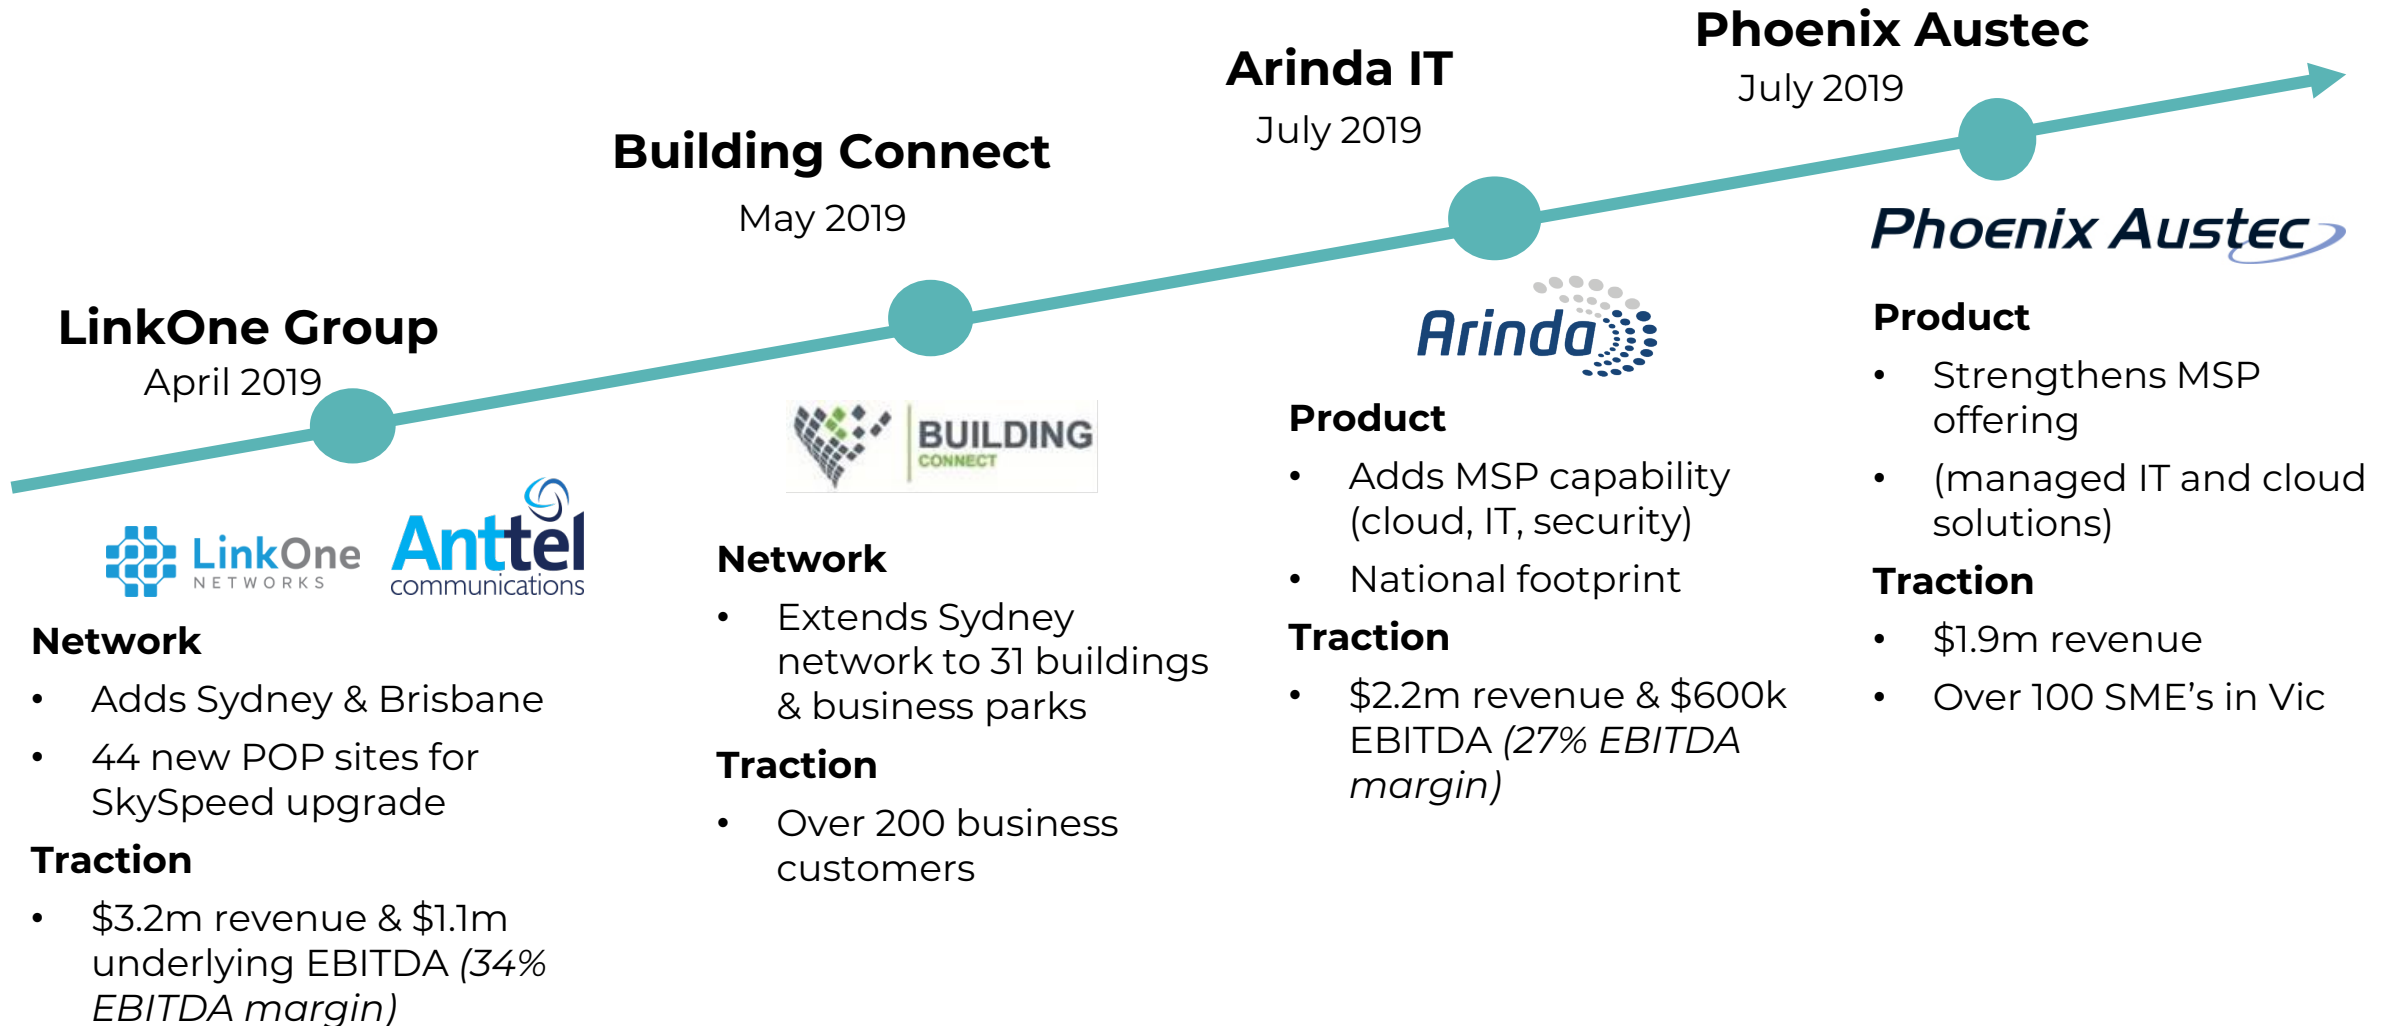 LinkOne Group
April 2019
LinkOne
NETWORKS
Anttel
communications
Network
• Adds Sydney & Brisbane
• 44 new POP sites for
SkySpeed upgrade
Traction
• $3.2m revenue & $1.1m
underlying EBITDA (34%
EBITDA margin)
Building Connect
May 2019
BUILDING
CONNECT
Network
• Extends Sydney
network to 31 buildings
& business parks
Traction
• Over 200 business
customers
Arinda IT
July 2019
Arinda
Product
• Adds MSP capability
(cloud, IT, security)
• National footprint
Traction
• $2.2m revenue & $600k
EBITDA (27% EBITDA
margin)
Phoenix Austec
July 2019
Phoenix Austec
Product
• Strengthens MSP
offering
• (managed IT and cloud
solutions)
Traction
• $1.9m revenue
• Over 100 SME’s in Vic